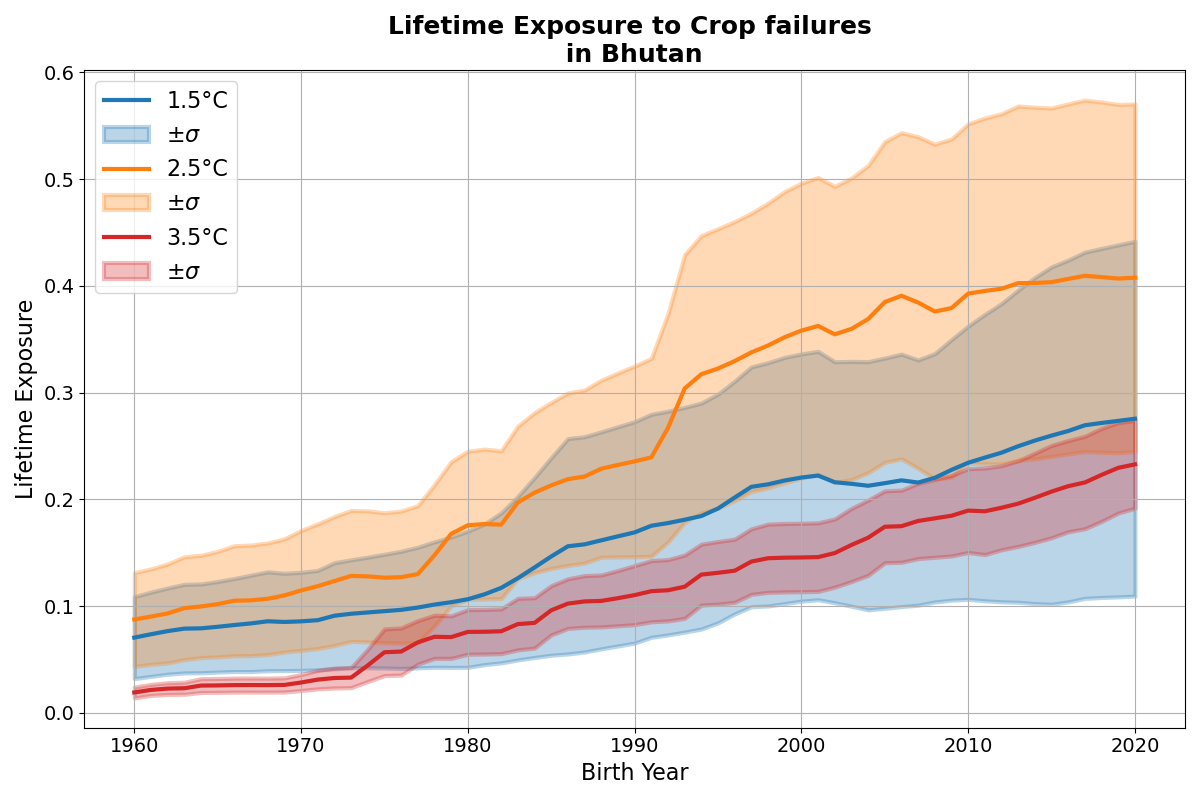 Lifetime Exposure to Crop failures
in Bhutan
0.6
0.5
0.4
0.3
0.2
0.1
0.0
Lifetime Exposure
1.5°C
±σ
2.5°C
±σ
3.5°C
±σ
1960
1970
1980
1990
2000
2010
2020
Birth Year